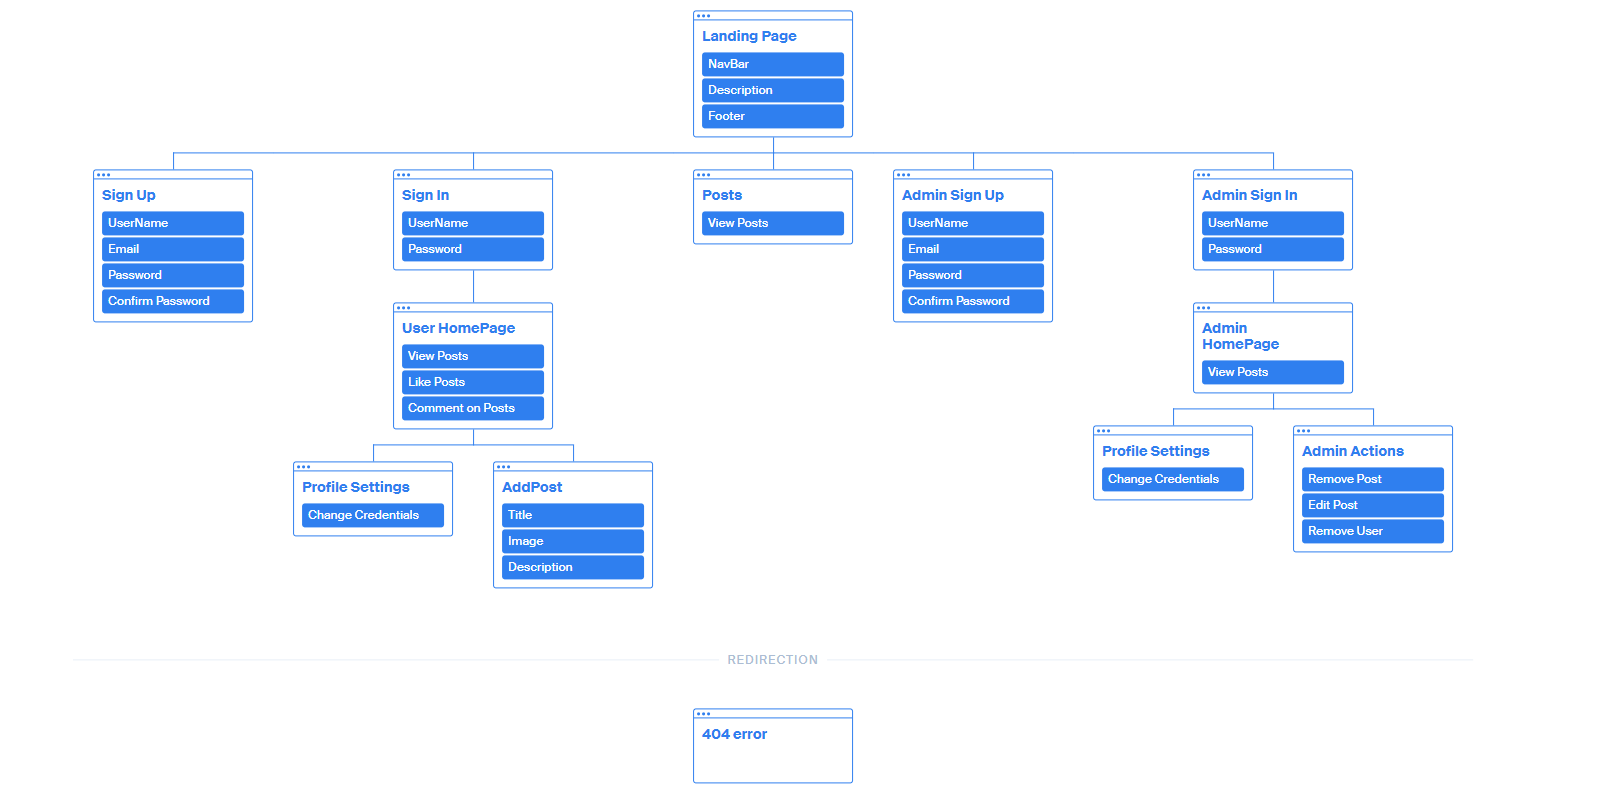 Landing Page
NavBar
Description
Footer
Sign Up
UserName
Email
Password
Confirm Password
Sign In
UserName
Password
Posts
View Posts
Admin Sign Up
UserName
Email
Password
Confirm Password
Admin Sign In
UserName
Password
User HomePage
View Posts
Like Posts
Comment on Posts
Admin
HomePage
View Posts
Profile Settings
Change Credentials
AddPost
Title
Image
Description
Profile Settings
Change Credentials
Admin Actions
Remove Post
Edit Post
Remove User
REDIRECTION
404 error